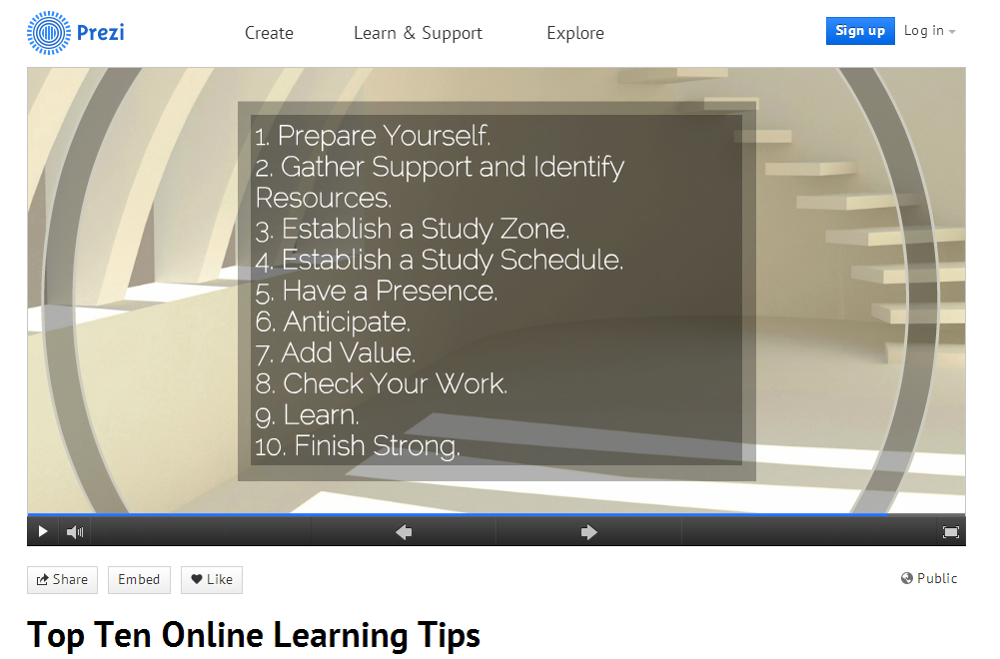 Prezi
Create
Learn & Support
Explore
Sign up
Log in
1. Prepare Yourself.
2. Gather Support and Identify
Resources.
3. Establish a Study Zone.
4. Establish a Study Schedule.
5. Have a Presence.
6. Anticipate.
7. Add Value.
8. Check Your Work.
9. Learn.
10. Finish Strong.
Share
Embed
Like
Public
Top Ten Online Learning Tips